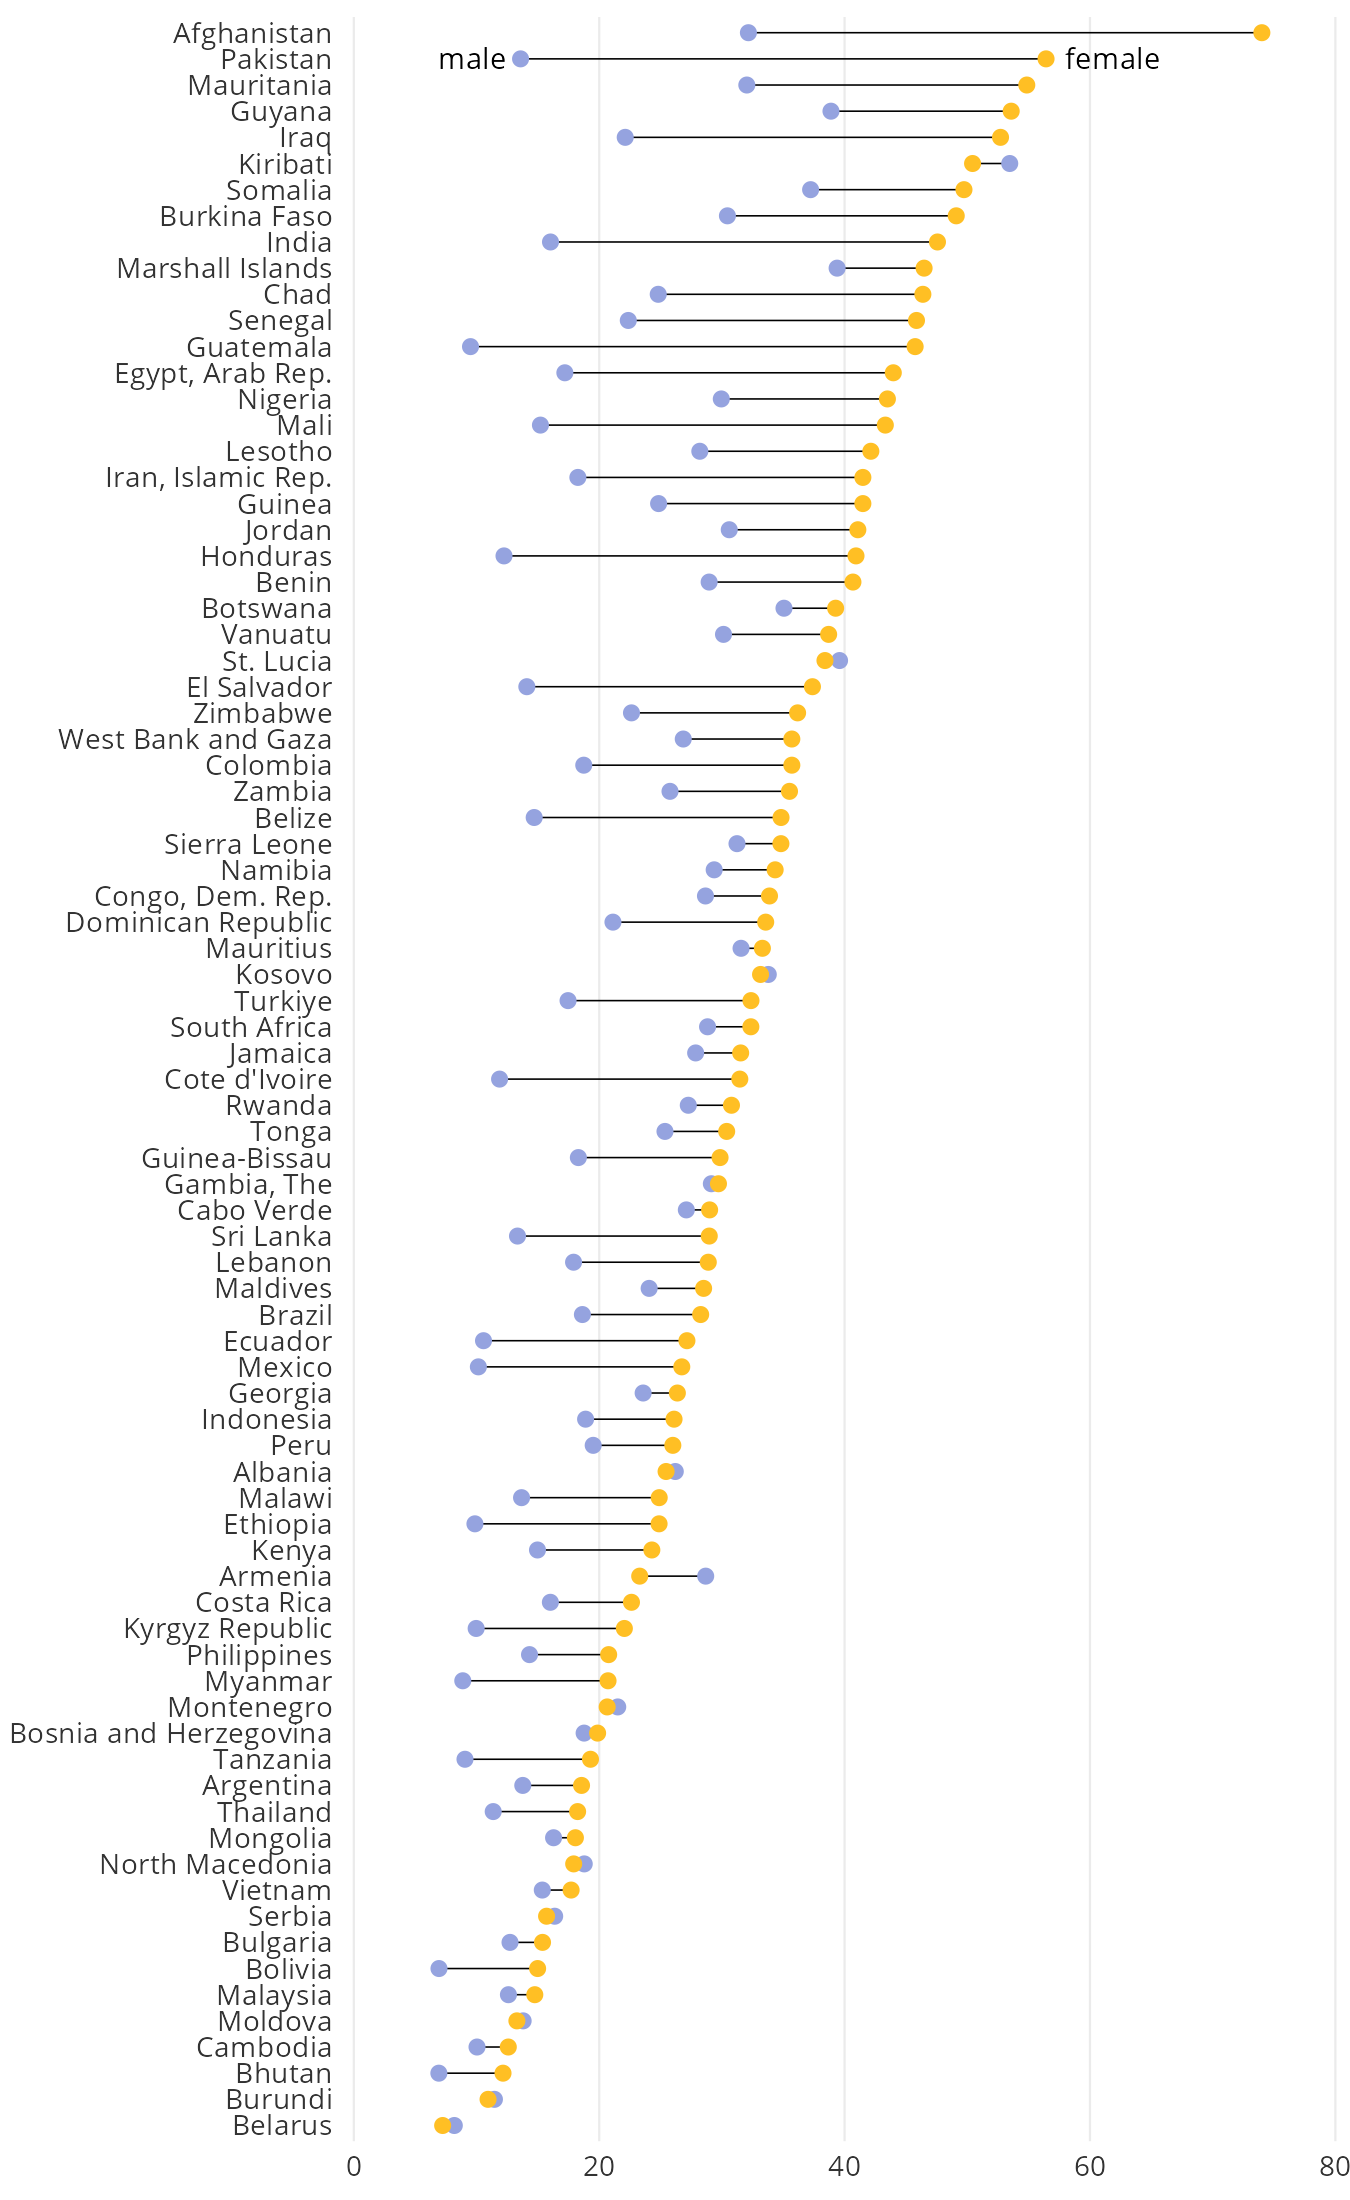 Afghanistan
Pakistan
male
female
Mauritania
Guyana
Iraq
Kiribati
Somalia
Burkina Faso
India
Marshall Islands
Chad
Senegal
Guatemala
Egypt, Arab Rep.
Nigeria
Mali
Lesotho
Iran, Islamic Rep.
Guinea
Jordan
Honduras
Benin
Botswana
Vanuatu
St. Lucia
El Salvador
Zimbabwe
West Bank and Gaza
Colombia
Zambia
Belize
Sierra Leone
Namibia
Congo, Dem. Rep.
Dominican Republic
Mauritius
Kosovo
Turkiye
South Africa
Jamaica
Cote d'Ivoire
Rwanda
Tonga
Guinea-Bissau
Gambia, The
Cabo Verde
Sri Lanka
Lebanon
Maldives
Brazil
Ecuador
Mexico
Georgia
Indonesia
Peru
Albania
Malawi
Ethiopia
Kenya
Armenia
Costa Rica
Kyrgyz Republic
Philippines
Myanmar
Montenegro
Bosnia and Herzegovina
Tanzania
Argentina
Thailand
Mongolia
North Macedonia
Vietnam
Serbia
Bulgaria
Bolivia
Malaysia
Moldova
Cambodia
Bhutan
Burundi
Belarus
0 20 40 60 80